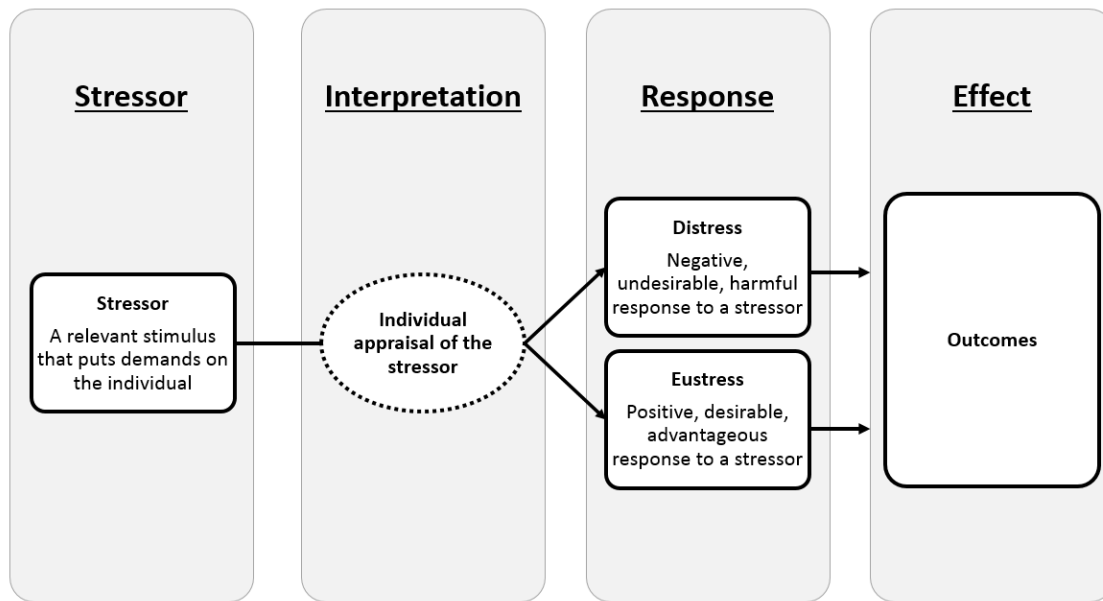 Stressor
Interpretation
Response
Effect
Stressor
A relevant stimulus
that puts demands on
the individual
Individual
appraisal of the
stressor
Distress
Negative,
undesirable, harmful
response to a stressor
Eustress
Positive, desirable,
advantageous
response to a stressor
Outcomes